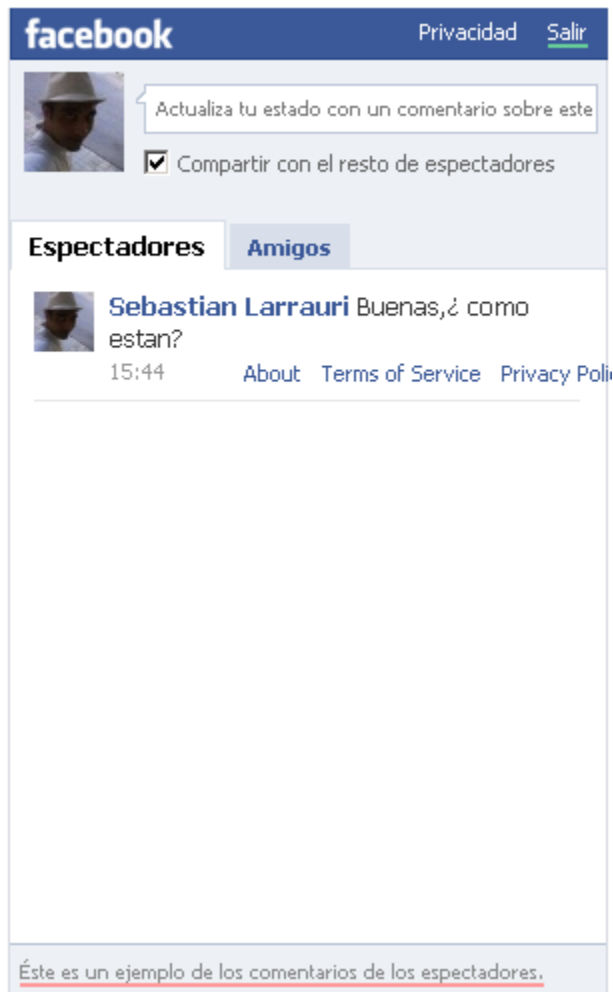 facebook Privacidad Salir
Actualiza tu estado con un comentario sobre este
Compartir con el resto de espectadores
Espectadores Amigos
Sebastian Larrauri Buenas,¿ como
estan?
15:44 About Terms of Service Privacy Poli
Éste es un ejemplo de los comentarios de los espectadores.